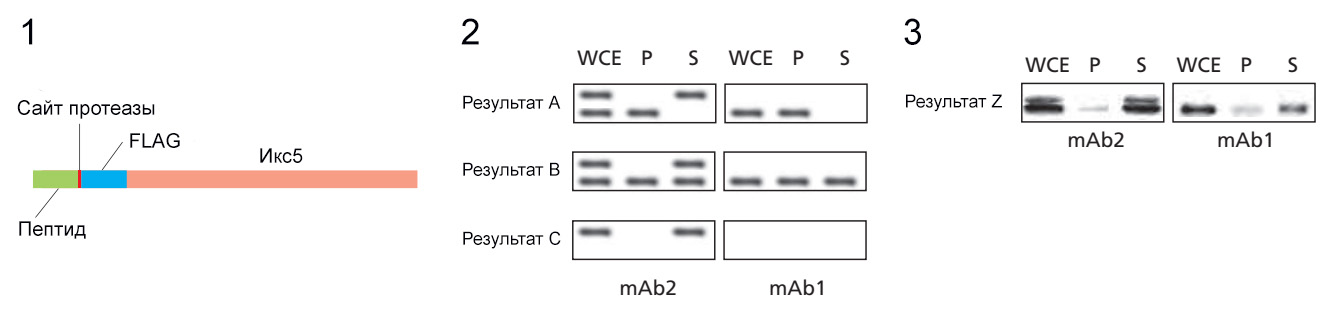 1
Сайт протеазы
FLAG
Икс5
Пептид
2
WCE P S WCE P S
Результат А
Результат В
Результат С
mAb2 mAb1
3
WCE P S WCE P S
Результат Z
mAb2 mAb1